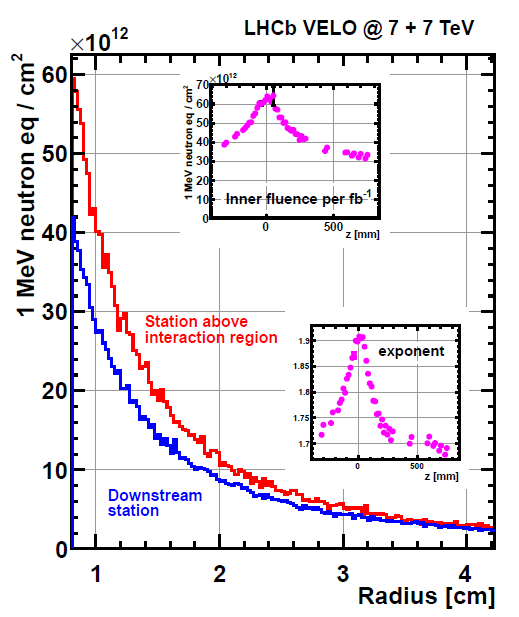 LHCb VELO @ 7 + 7 TeV
×10¹²
1 MeV neutron eq / cm²
60
50
40
30
20
10
0
1
2
3
4
Radius [cm]
×10¹²
1 MeV neutron eq / cm²
70
60
50
40
30
20
10
0
Inner fluence per fb⁻¹
0
500
z [mm]
Station above
interaction region
exponent
1.9
1.85
1.8
1.75
1.7
0
500
z [mm]
Downstream
station